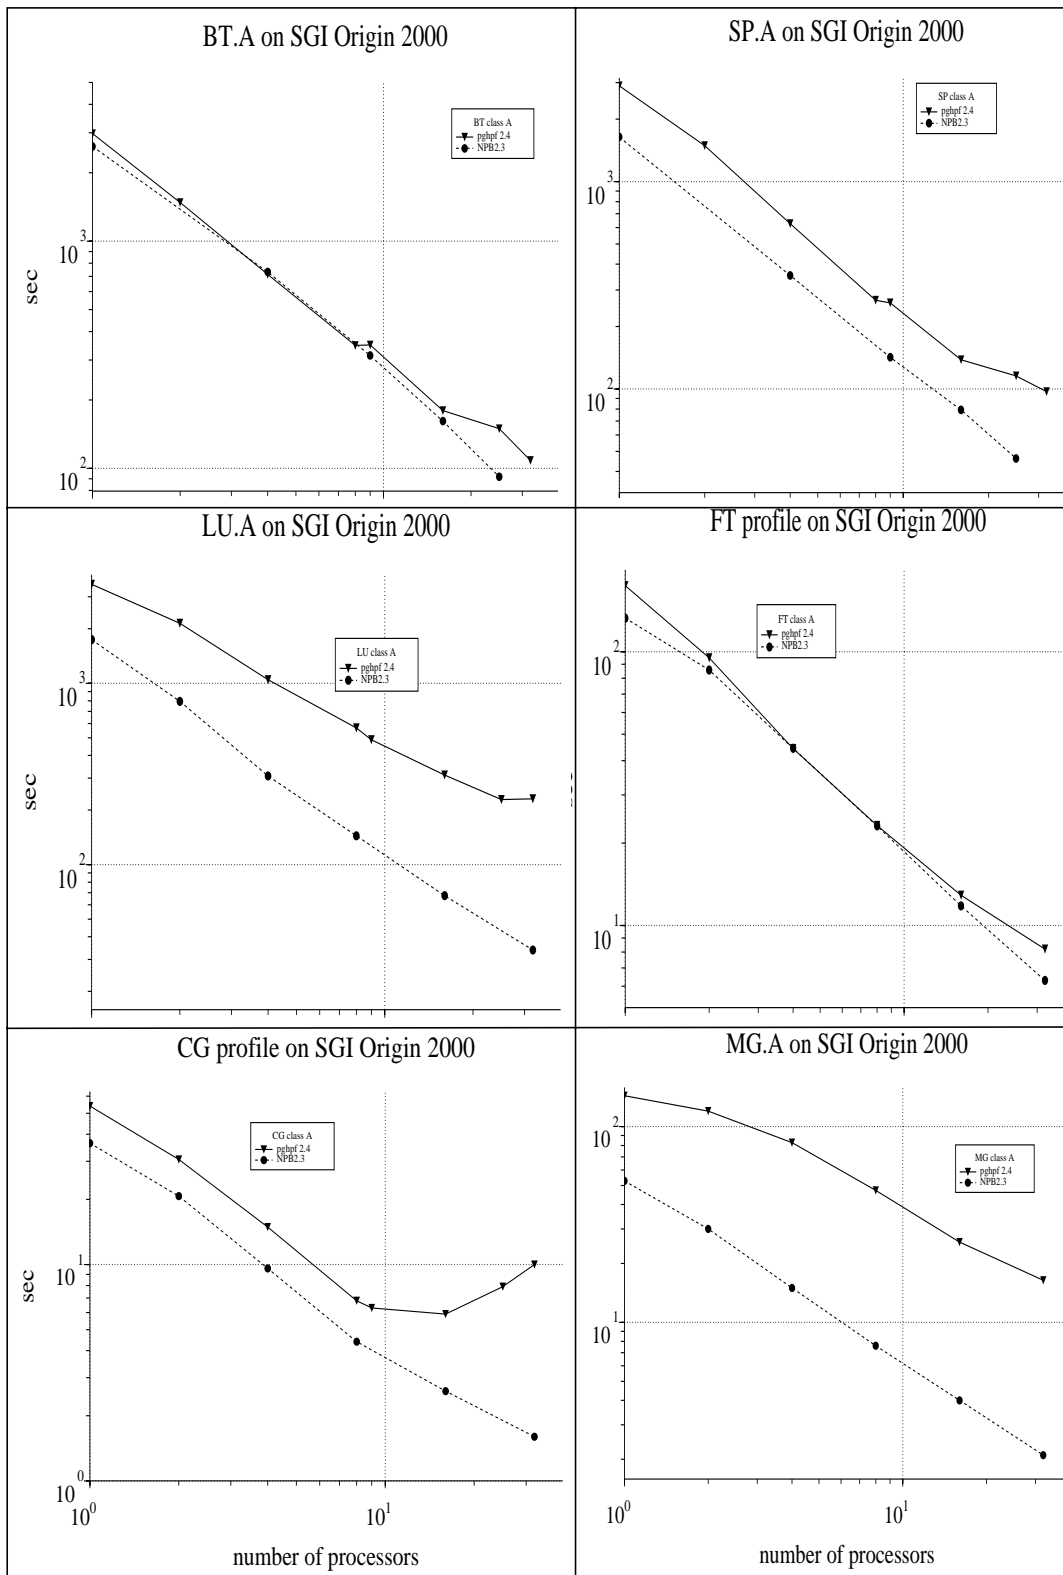 BT.A on SGI Origin 2000
BT class A
pghpf 2.4
NPB2.3
10^3
sec
10^2
SP.A on SGI Origin 2000
SP class A
pghpf 2.4
NPB2.3
10^3
10^2
LU.A on SGI Origin 2000
LU class A
pghpf 2.4
NPB2.3
10^3
sec
10^2
FT profile on SGI Origin 2000
FT class A
pghpf 2.4
NPB2.3
10^2
10^1
CG profile on SGI Origin 2000
CG class A
pghpf 2.4
NPB2.3
10^1
sec
10^0
10^0
10^1
number of processors
MG.A on SGI Origin 2000
10^2
MG class A
pghpf 2.4
NPB2.3
10^1
10^0
10^1
number of processors